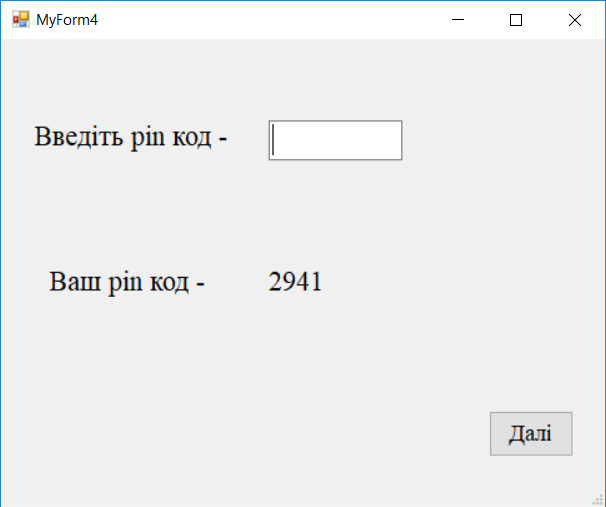 MyForm4
Введіть pin код -
Ваш pin код - 2941
Далі